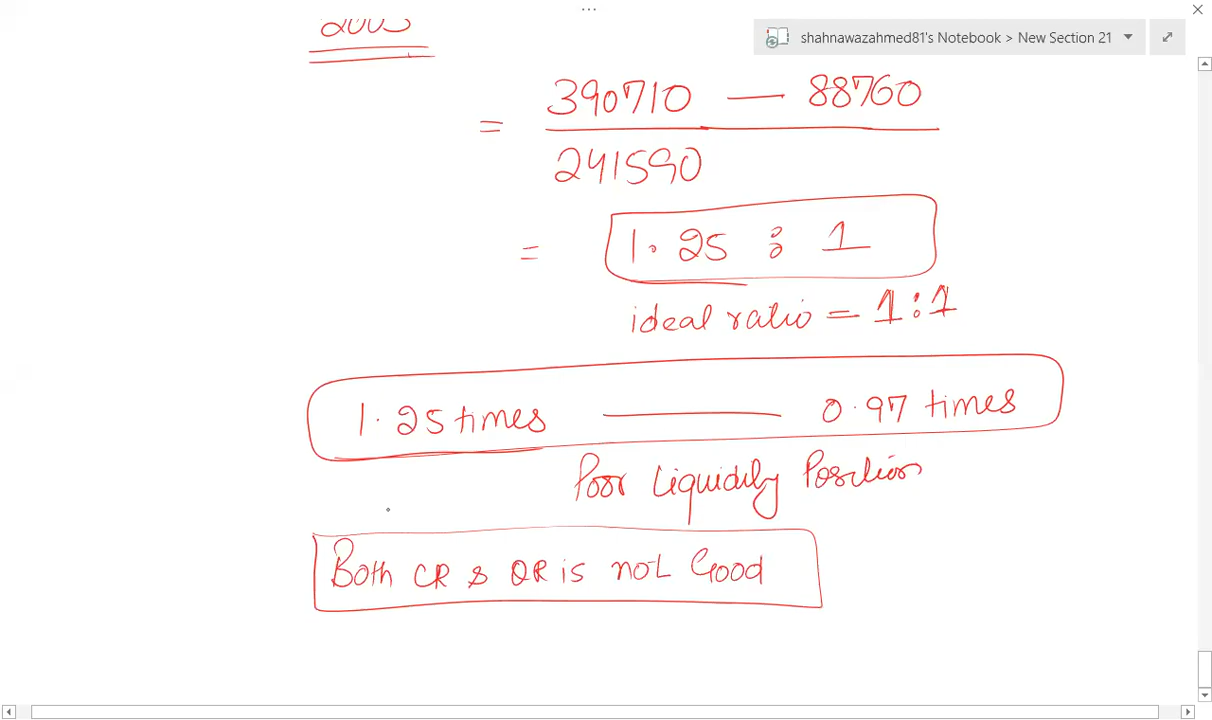 shahnawazahmed81's Notebook > New Section 21
2003
= 390710 — 88760
241590
= 1.25 : 1
ideal ratio = 1:1
1.25 times — 0.97 times
Poor Liquidity Position
Both CR & QR is not Good